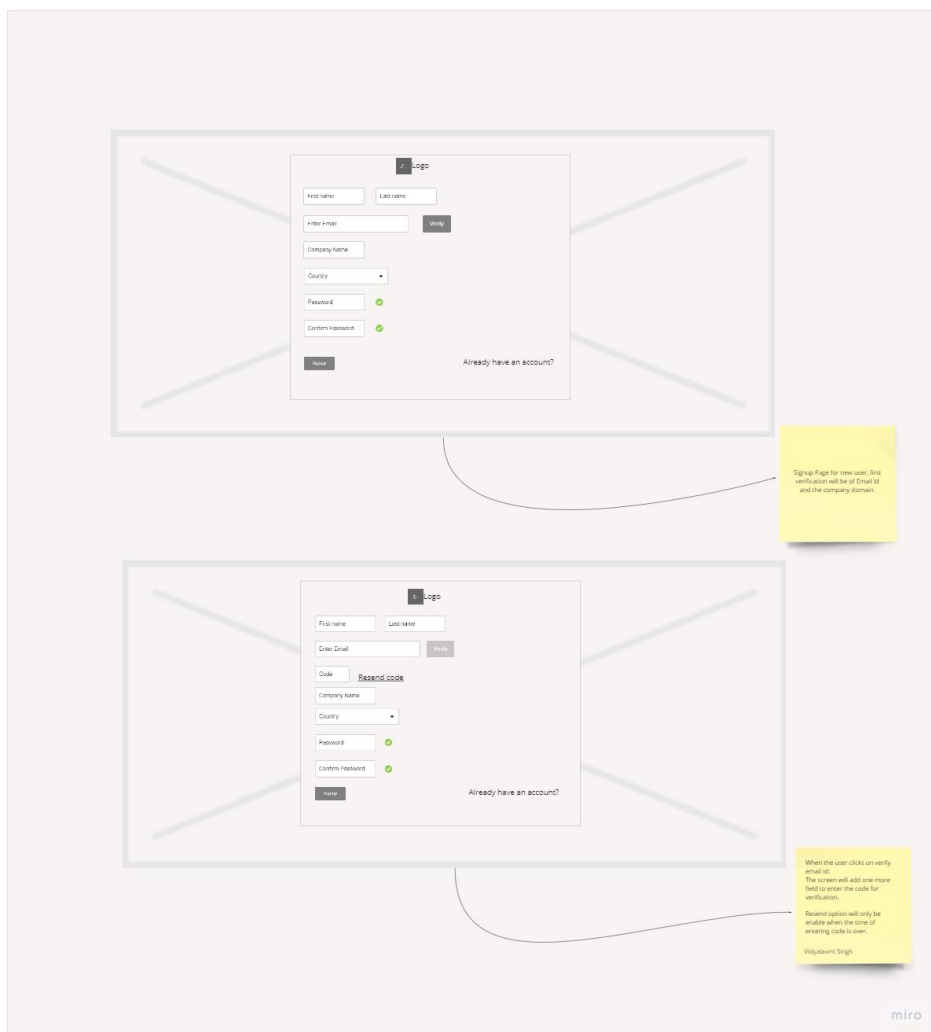 Logo
First name Last name
Enter Email Verify
Company Name
Country
Password
Confirm Password
Signup Already have an account?
Signup Page for new user, first
verification will be of Email id
and the company domain.
Logo
First name Last name
Enter Email Verify
Code Resend code
Company Name
Country
Password
Confirm Password
Signup Already have an account?
When the user clicks on verify
email id:
The screen will add one more
field to enter the code for
verification.
Resend option will only be
enable when the time of
entering code is over.
Vidyalaxmi Singh
miro